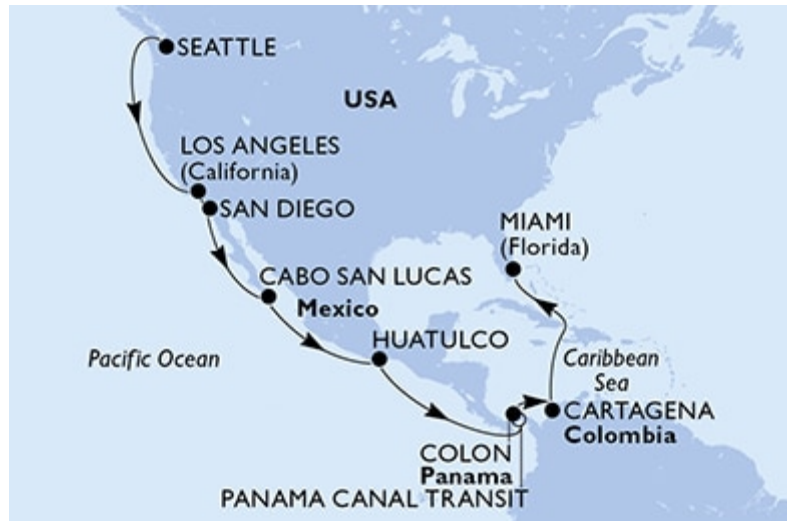 SEATTLE
USA
LOS ANGELES
(California)
SAN DIEGO
MIAMI
(Florida)
CABO SAN LUCAS
Mexico
HUATULCO
Pacific Ocean
Caribbean
Sea
CARTAGENA
Colombia
COLON
Panama
PANAMA CANAL TRANSIT